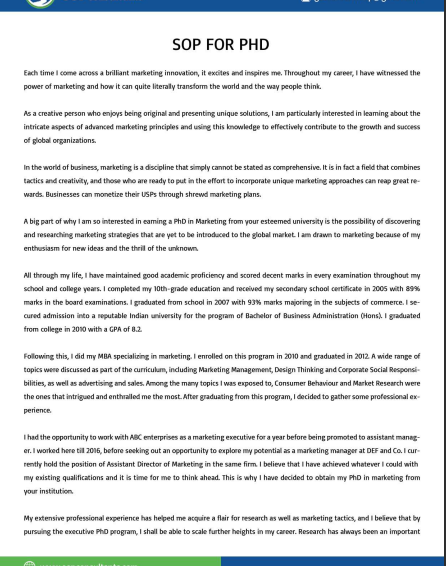 SOP FOR PHD
Each time I come across a brilliant marketing innovation, it excites and inspires me. Throughout my career, I have witnessed the
power of marketing and how it can quite literally transform the world and the way people think.
As a creative person who enjoys being original and presenting unique solutions, I am particularly interested in learning about the
intricate aspects of advanced marketing principles and using this knowledge to effectively contribute to the growth and success
of global organizations.
In the world of business, marketing is a discipline that simply cannot be stated as comprehensive. It is in fact a field that combines
tactics and creativity, and those who are ready to put in the effort to incorporate unique marketing approaches can reap great re-
wards. Businesses can monetize their USPs through shrewd marketing plans.
A big part of why I am so interested in earning a PhD in Marketing from your esteemed university is the possibility of discovering
and researching marketing strategies that are yet to be introduced to the global market. I am drawn to marketing because of my
enthusiasm for new ideas and the thrill of the unknown.
All through my life, I have maintained good academic proficiency and scored decent marks in every examination throughout my
school and college years. I completed my 10th-grade education and received my secondary school certificate in 2005 with 89%
marks in the board examinations. I graduated from school in 2007 with 93% marks majoring in the subjects of commerce. I se-
cured admission into a reputable Indian university for the program of Bachelor of Business Administration (Hons). I graduated
from college in 2010 with a GPA of 8.2.
Following this, I did my MBA specializing in marketing. I enrolled on this program in 2010 and graduated in 2012. A wide range of
topics were discussed as part of the curriculum, including Marketing Management, Design Thinking and Corporate Social Responsi-
bilities, as well as advertising and sales. Among the many topics I was exposed to, Consumer Behaviour and Market Research were
the ones that intrigued and enthralled me the most. After graduating from this program, I decided to gather some professional ex-
perience.
I had the opportunity to work with ABC enterprises as a marketing executive for a year before being promoted to assistant manag-
er. I worked here till 2016, before seeking out an opportunity to explore my potential as a marketing manager at DEF and Co. I cur-
rently hold the position of Assistant Director of Marketing in the same firm. I believe that I have achieved whatever I could with
my existing qualifications and it is time for me to think ahead. This is why I have decided to obtain my PhD in marketing from
your institution.
My extensive professional experience has helped me acquire a flair for research as well as marketing tactics, and I believe that by
pursuing the executive PhD program, I shall be able to scale further heights in my career. Research has always been an important